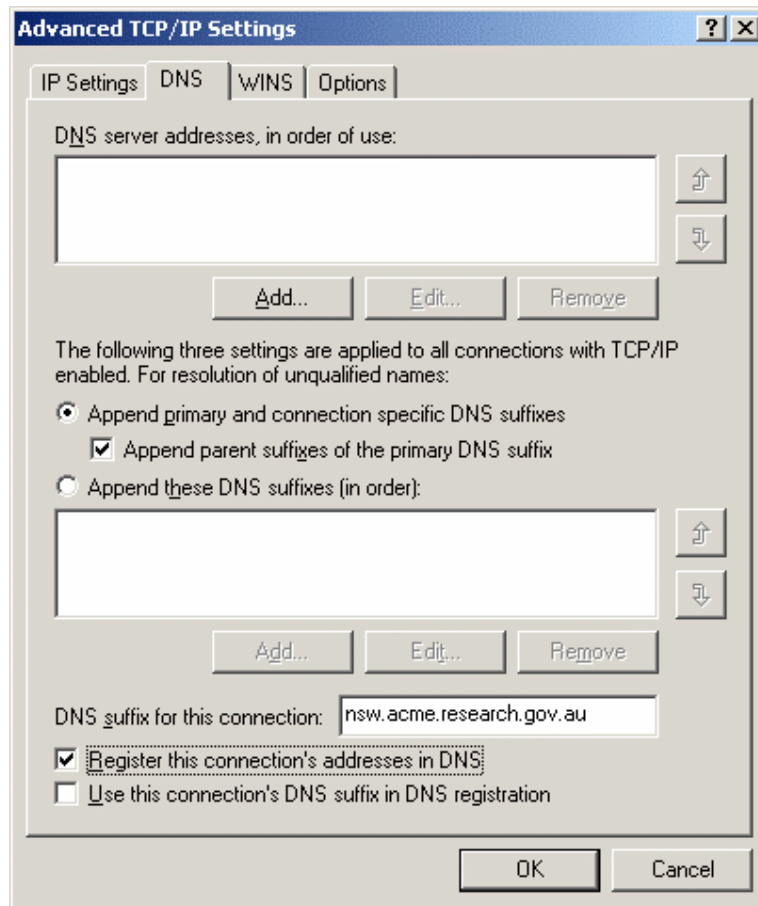 Advanced TCP/IP Settings
IP Settings DNS WINS Options
DNS server addresses, in order of use:
Add... Edit... Remove
The following three settings are applied to all connections with TCP/IP
enabled. For resolution of unqualified names:
Append primary and connection specific DNS suffixes
Append parent suffixes of the primary DNS suffix
Append these DNS suffixes (in order):
Add... Edit... Remove
DNS suffix for this connection: nsw.acme.research.gov.au
Register this connection's addresses in DNS
Use this connection's DNS suffix in DNS registration
OK Cancel